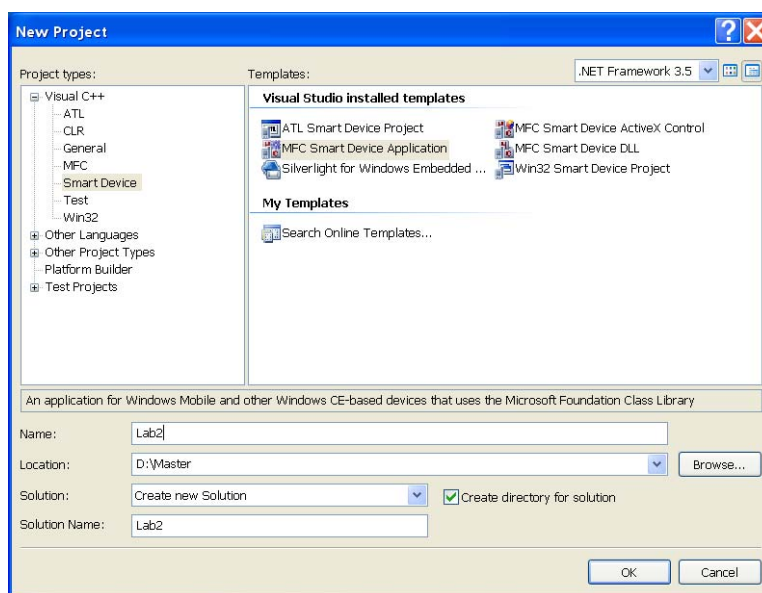 New Project
Project types:
Templates:
.NET Framework 3.5
Visual C++
ATL
CLR
General
MFC
Smart Device
Test
Win32
Other Languages
Other Project Types
Platform Builder
Test Projects
Visual Studio installed templates
ATL Smart Device Project
MFC Smart Device ActiveX Control
MFC Smart Device Application
MFC Smart Device DLL
Silverlight for Windows Embedded ...
Win32 Smart Device Project
My Templates
Search Online Templates...
An application for Windows Mobile and other Windows CE-based devices that uses the Microsoft Foundation Class Library
Name:
Lab2
Location:
D:\Master
Browse...
Solution:
Create new Solution
Create directory for solution
Solution Name:
Lab2
OK
Cancel